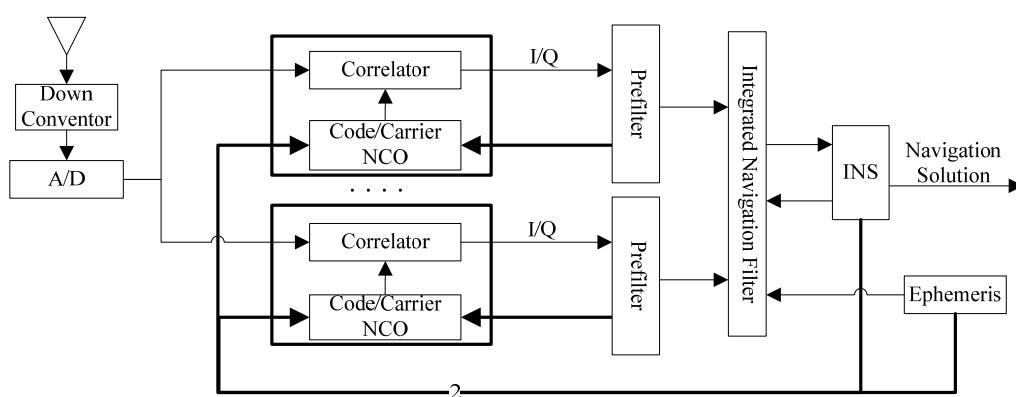 Down
Conventor
A/D
Correlator
Code/Carrier
NCO
I/Q
Prefilter
. . . .
Correlator
Code/Carrier
NCO
I/Q
Prefilter
Integrated Navigation Filter
INS
Navigation
Solution
Ephemeris
2